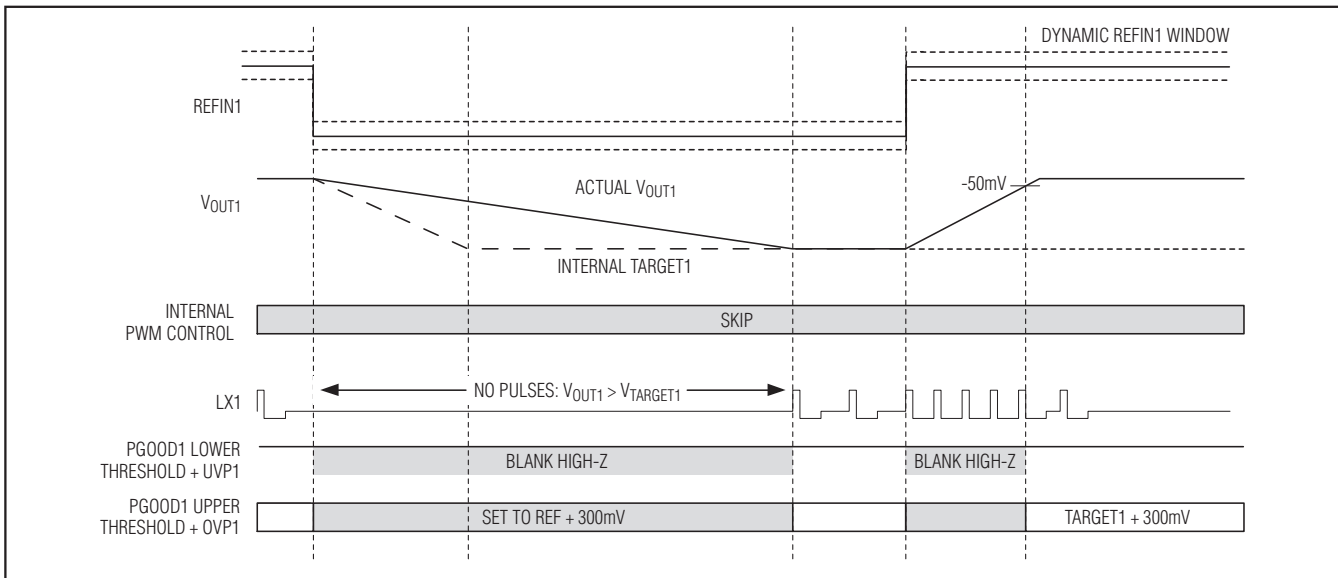 DYNAMIC REFIN1 WINDOW
REFIN1
ACTUAL VOUT1
-50mV
VOUT1
INTERNAL TARGET1
INTERNAL
PWM CONTROL
SKIP
NO PULSES: VOUT1 > VTARGET1
LX1
PGOOD1 LOWER
THRESHOLD + UVP1
BLANK HIGH-Z
BLANK HIGH-Z
PGOOD1 UPPER
THRESHOLD + OVP1
SET TO REF + 300mV
TARGET1 + 300mV